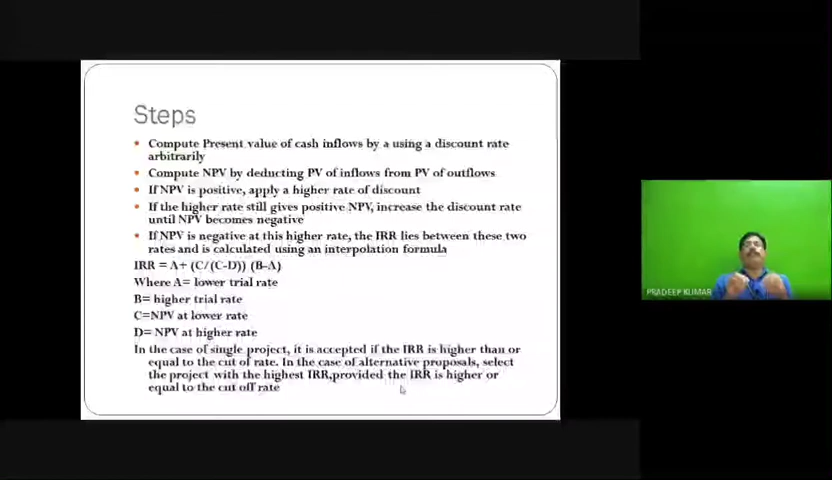 Steps
• Compute Present value of cash inflows by a using a discount rate
arbitrarily
• Compute NPV by deducting PV of inflows from PV of outflows
• If NPV is positive, apply a higher rate of discount
• If the higher rate still gives positive NPV, increase the discount rate
until NPV becomes negative
• If NPV is negative at this higher rate, the IRR lies between these two
rates and is calculated using an interpolation formula
IRR = A+ (C/(C-D)) (B-A)
Where A= lower trial rate
B= higher trial rate
C=NPV at lower rate
D= NPV at higher rate
In the case of single project, it is accepted if the IRR is higher than or
equal to the cut of rate. In the case of alternative proposals, select
the project with the highest IRR,provided the IRR is higher or
equal to the cut off rate
PRADEEP KUMAR